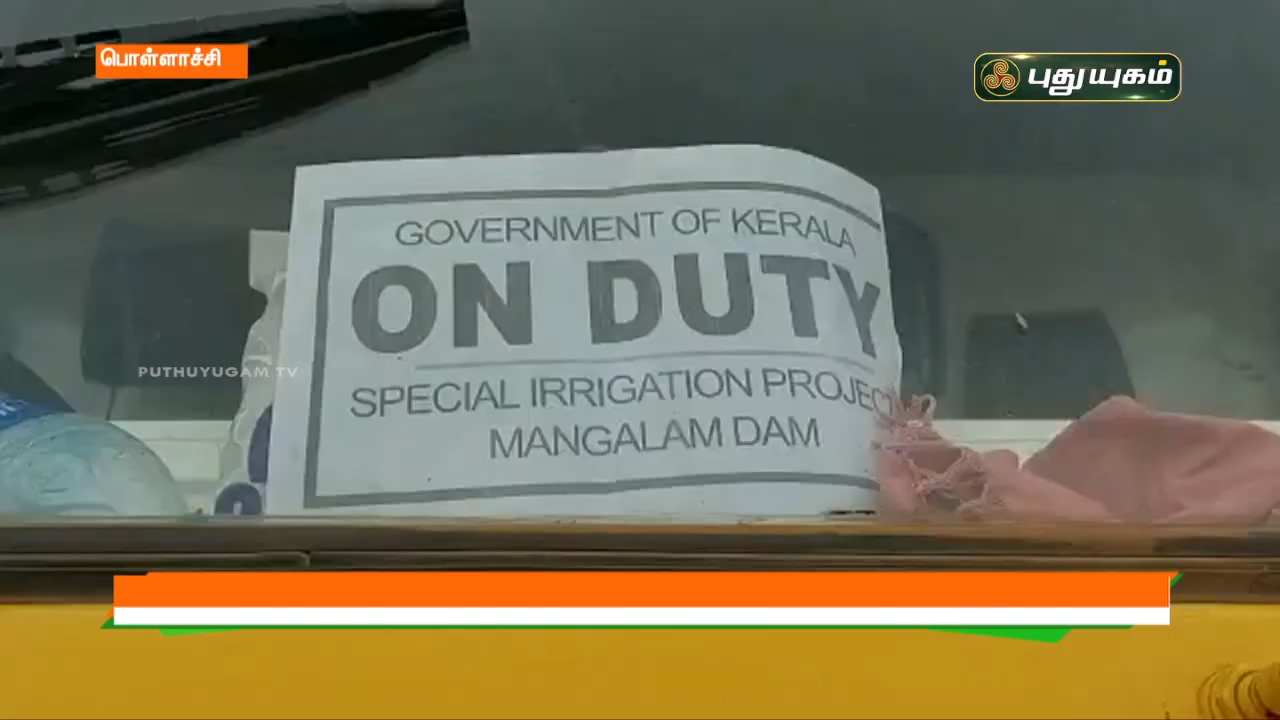 பொள்ளாச்சி
புதுயுகம்
GOVERNMENT OF KERALA
ON DUTY
PUTHUYUGAM TV
SPECIAL IRRIGATION PROJECT
MANGALAM DAM